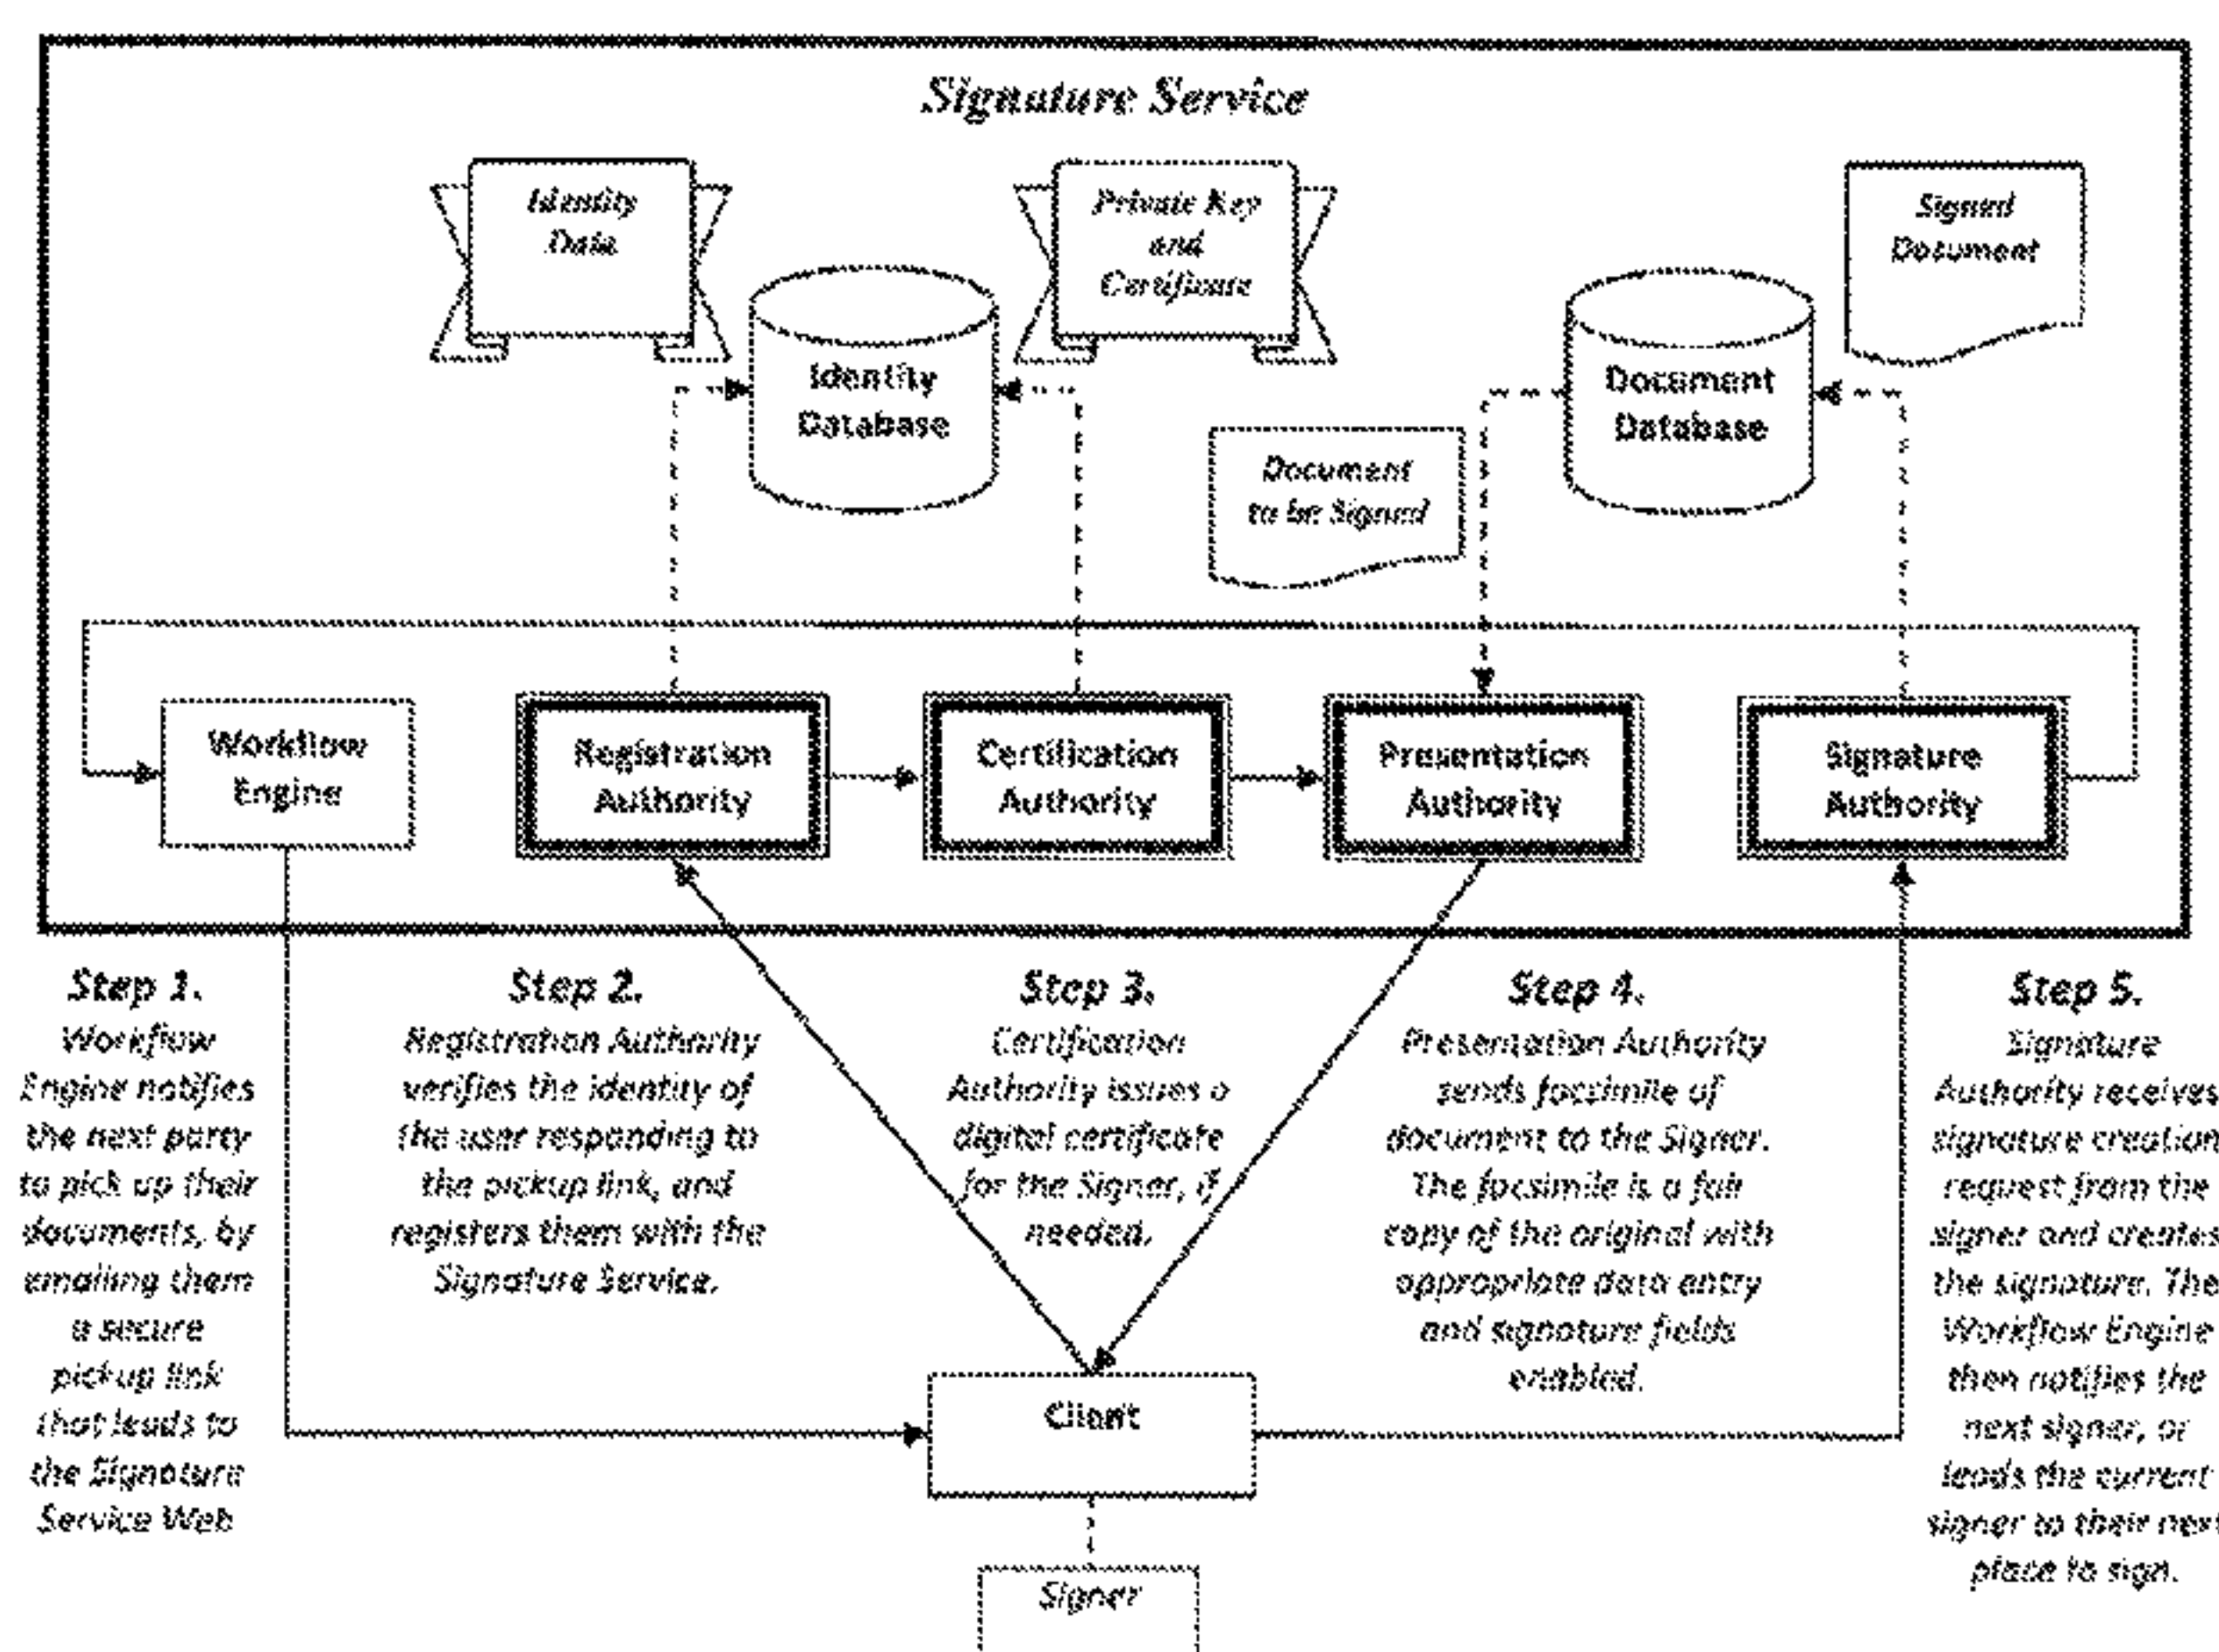 Signature Service
Identity
Data
Private Key
and
Certificate
Signed
Document
Identity
Database
Document
Database
Document
to be Signed
Workflow
Engine
Registration
Authority
Certification
Authority
Presentation
Authority
Signature
Authority
Step 1.
Workflow
Engine notifies
the next party
to pick up their
documents, by
emailing them
a secure
pickup link
that leads to
the Signature
Service Web
Step 2.
Registration Authority
verifies the identity of
the user responding to
the pickup link, and
registers them with the
Signature Service.
Step 3.
Certification
Authority issues a
digital certificate
for the Signer, if
needed.
Step 4.
Presentation Authority
sends facsimile of
document to the Signer.
The facsimile is a full
copy of the original with
appropriate data entry
and signature fields
enabled.
Step 5.
Signature
Authority receives
signature creation
request from the
signer and creates
the signature. The
Workflow Engine
then notifies the
next signer, or
leads the current
signer to their next
place to sign.
Client
Signer